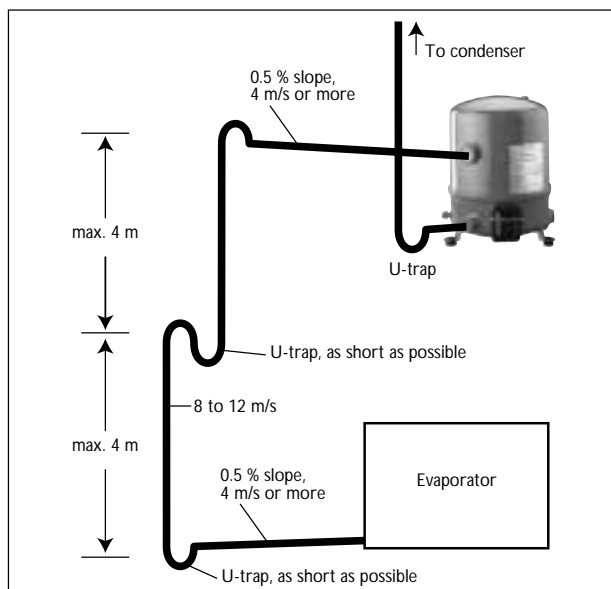 To condenser
0.5 % slope,
4 m/s or more
max. 4 m
U-trap
U-trap, as short as possible
8 to 12 m/s
max. 4 m
0.5 % slope,
4 m/s or more
Evaporator
U-trap, as short as possible